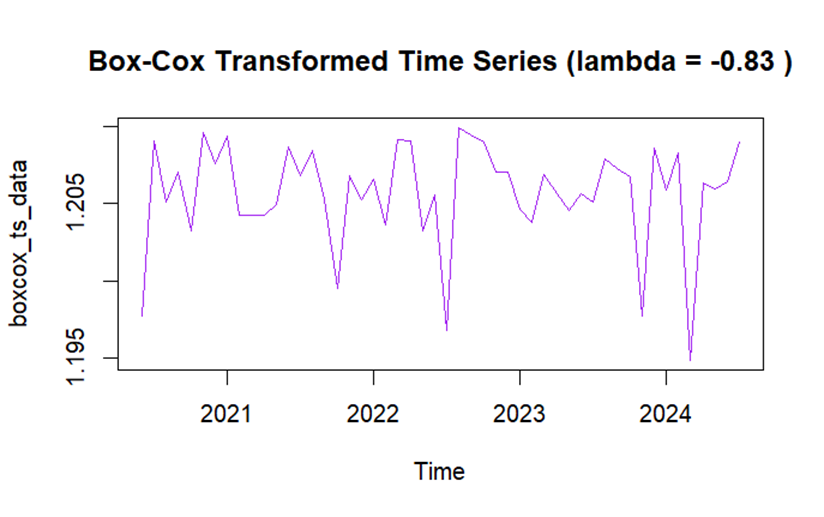 Box-Cox Transformed Time Series (lambda = -0.83 )
boxcox_ts_data
1.205
1.195
2021 2022 2023 2024
Time